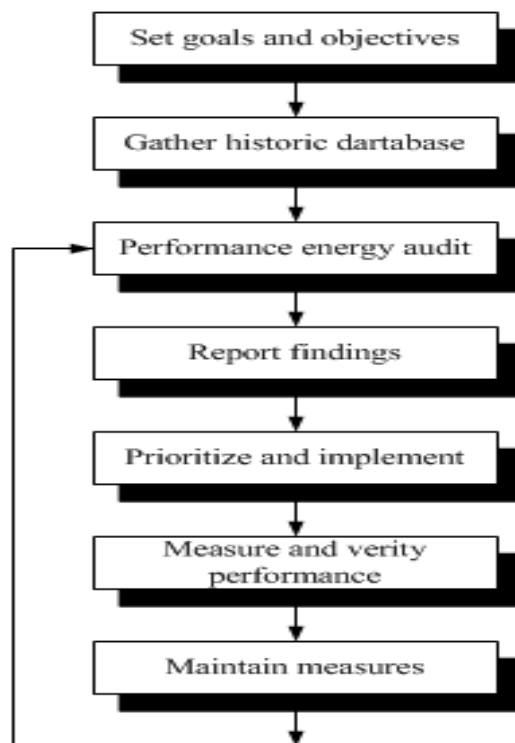 Set goals and objectives
Gather historic dartabase
Performance energy audit
Report findings
Prioritize and implement
Measure and verity
performance
Maintain measures